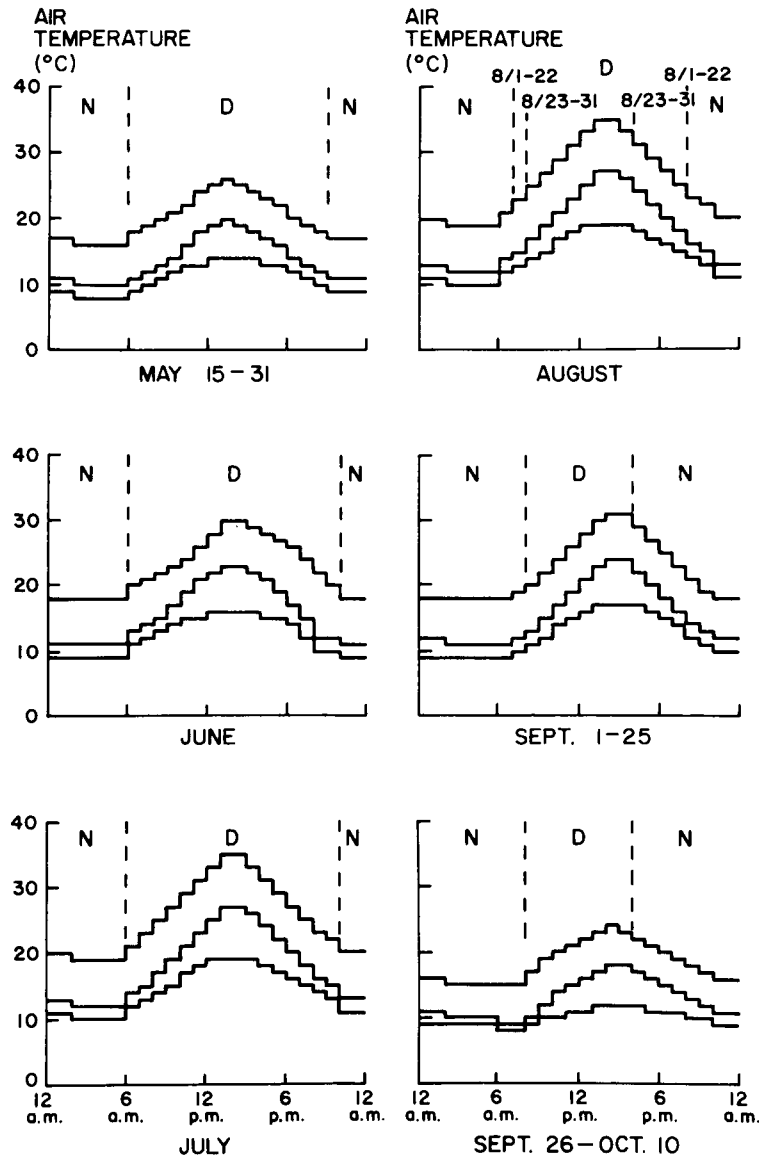 AIR
TEMPERATURE
(°C)
40
30
20
10
0
N
D
N
MAY 15-31
AIR
TEMPERATURE
(°C)
8/1-22
D
8/1-22
8/23-31
8/23-31
N
N
AUGUST
40
30
20
10
0
N
D
N
JUNE
N
D
N
SEPT. 1-25
40
30
20
10
0
N
D
N
12 a.m.
6 a.m.
12 p.m.
6 p.m.
12 a.m.
JULY
N
D
N
12 a.m.
6 a.m.
12 p.m.
6 p.m.
12 a.m.
SEPT. 26-OCT. 10